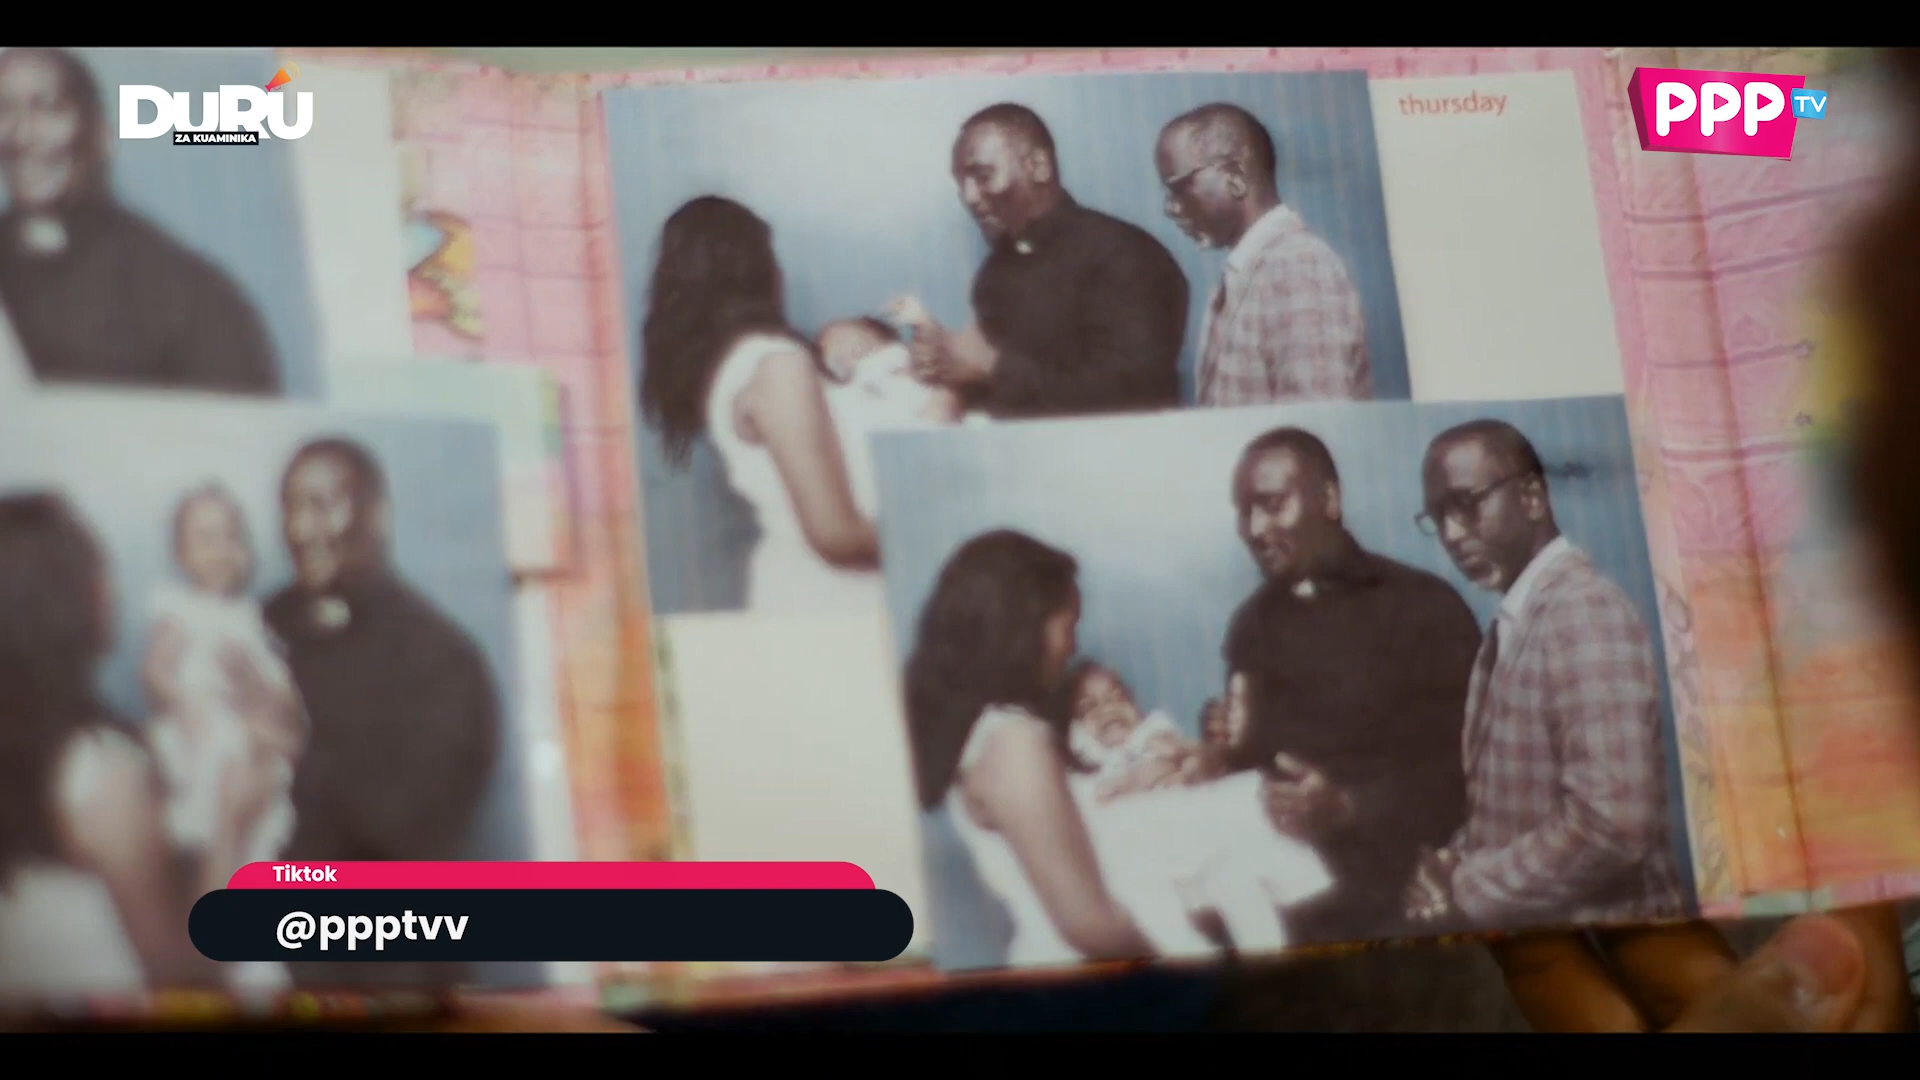 DURU
ZA KUAMINIKA
thursday
PPP TV
Tiktok
@ppptvv